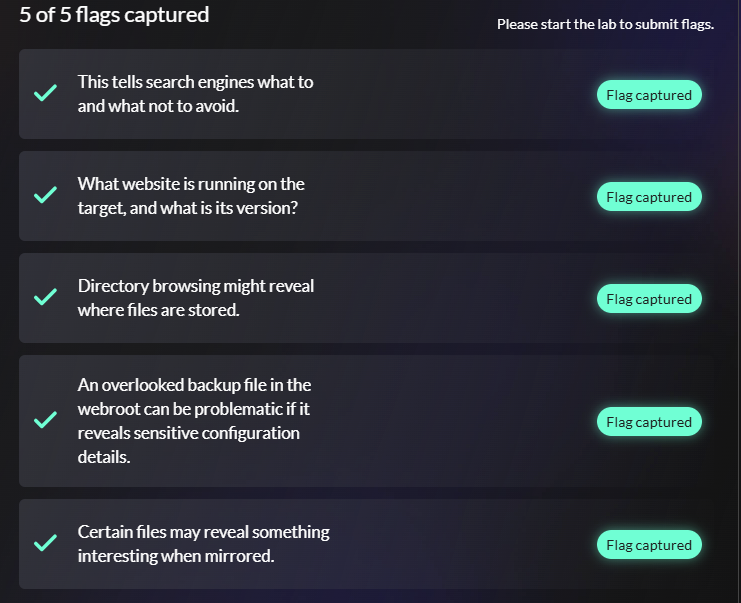 5 of 5 flags captured
Please start the lab to submit flags.
This tells search engines what to
and what not to avoid.
Flag captured
What website is running on the
target, and what is its version?
Flag captured
Directory browsing might reveal
where files are stored.
Flag captured
An overlooked backup file in the
webroot can be problematic if it
reveals sensitive configuration
details.
Flag captured
Certain files may reveal something
interesting when mirrored.
Flag captured